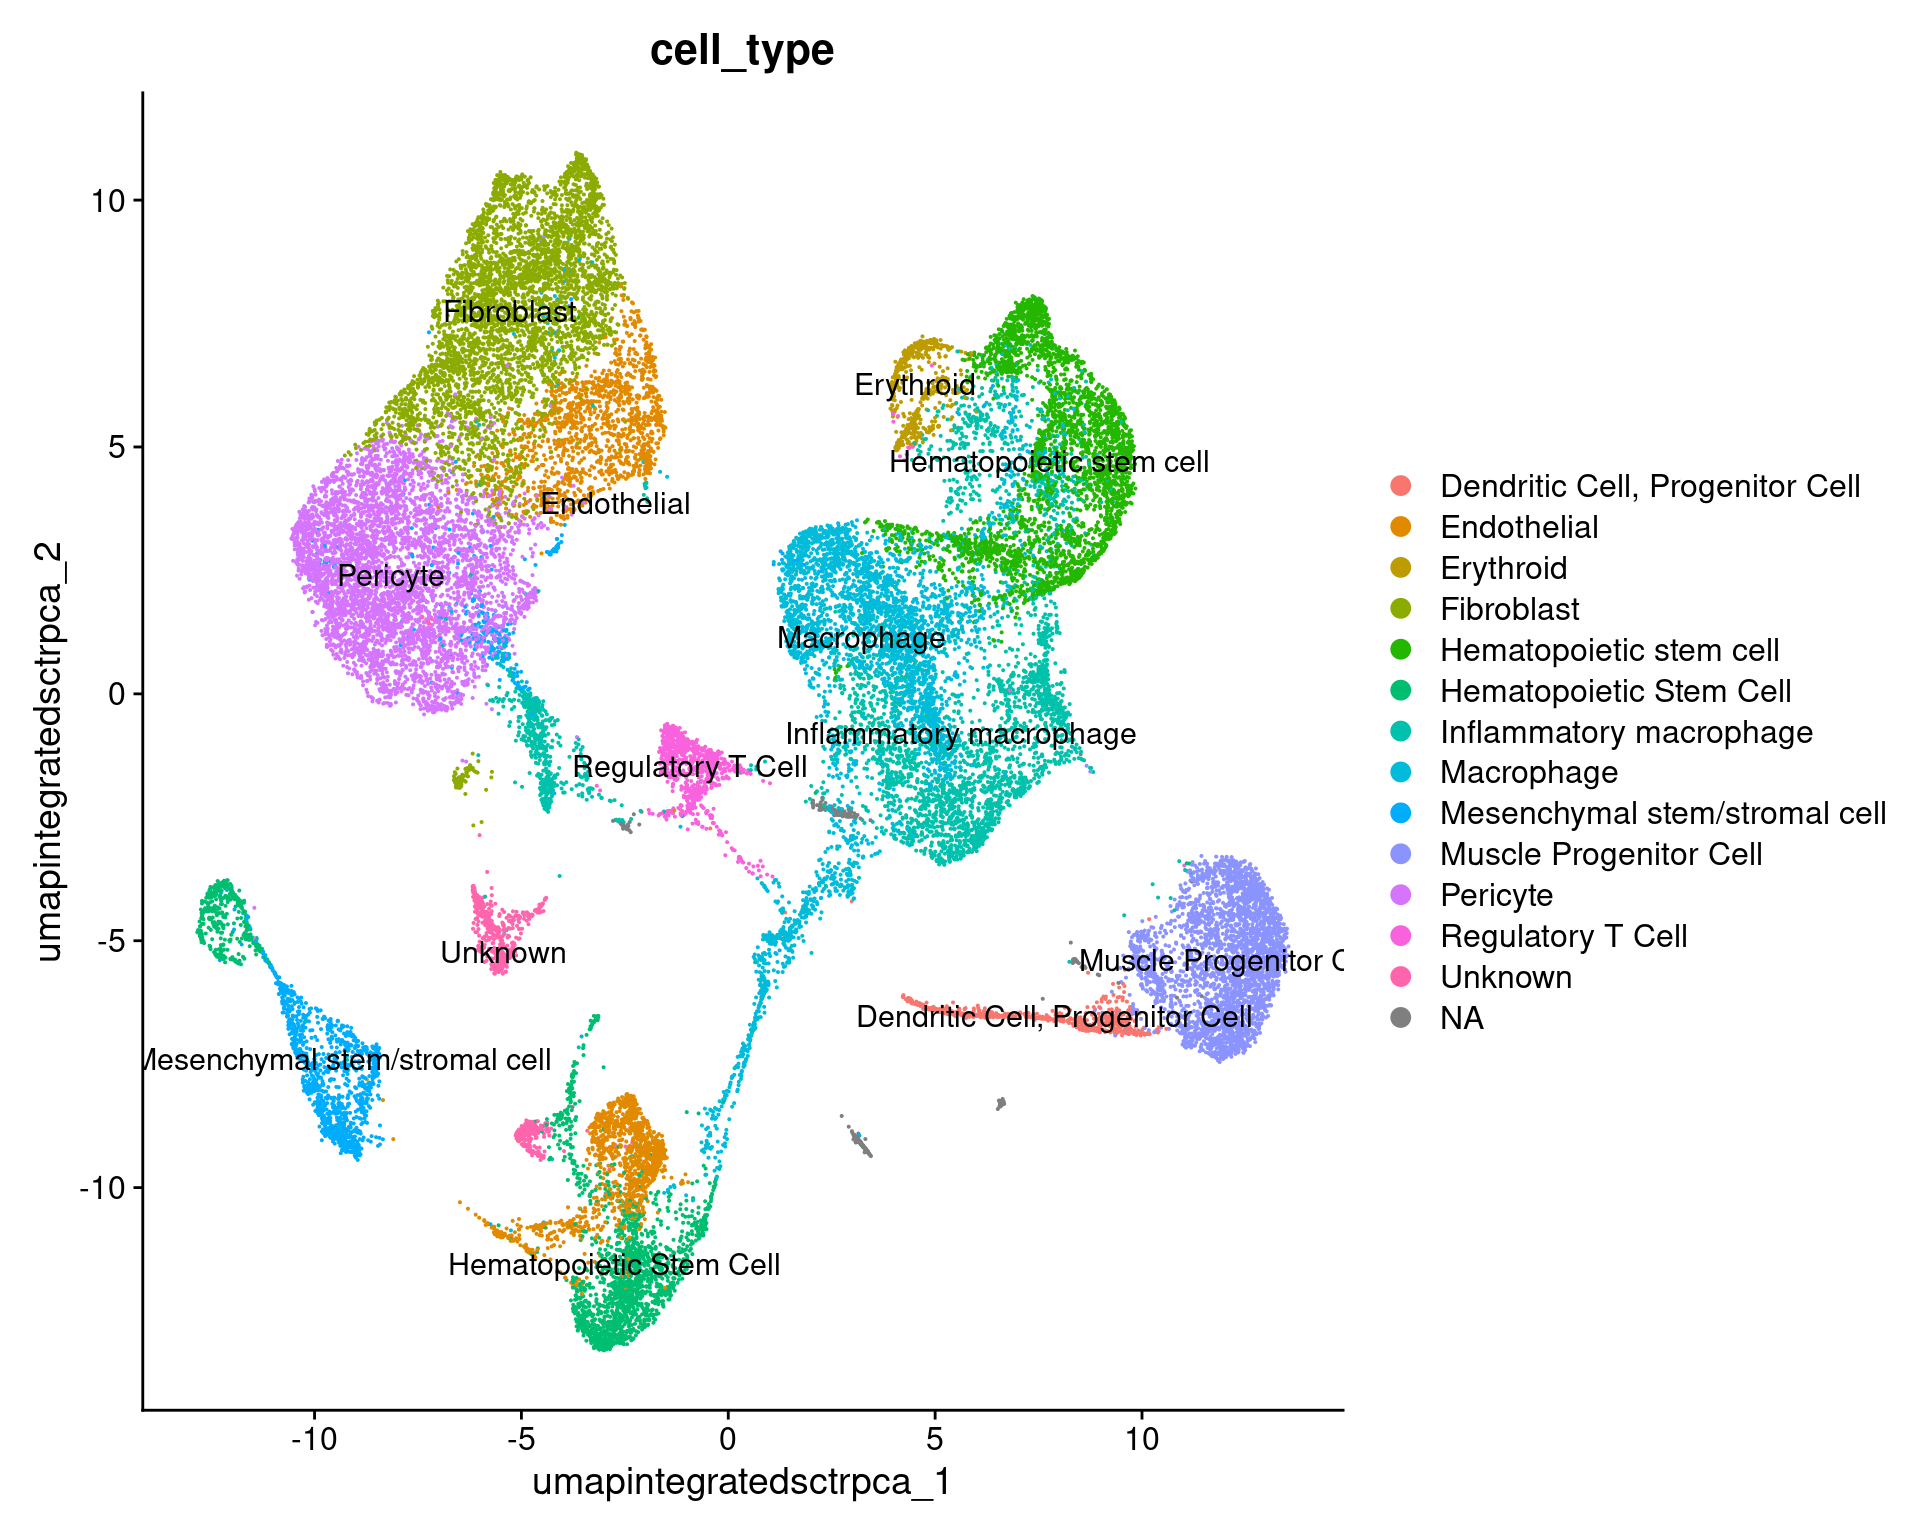 cell_type
umapintegratedsctrpca_2
10
5
0
-5
-10
Fibroblast
Erythroid
Hematopoietic stem cell
Endothelial
Pericyte
Macrophage
Inflammatory macrophage
Regulatory T Cell
Unknown
Muscle Progenitor C
Dendritic Cell, Progenitor Cell
Mesenchymal stem/stromal cell
Hematopoietic Stem Cell
-10
-5
0
5
10
umapintegratedsctrpca_1
Dendritic Cell, Progenitor Cell
Endothelial
Erythroid
Fibroblast
Hematopoietic stem cell
Hematopoietic Stem Cell
Inflammatory macrophage
Macrophage
Mesenchymal stem/stromal cell
Muscle Progenitor Cell
Pericyte
Regulatory T Cell
Unknown
NA